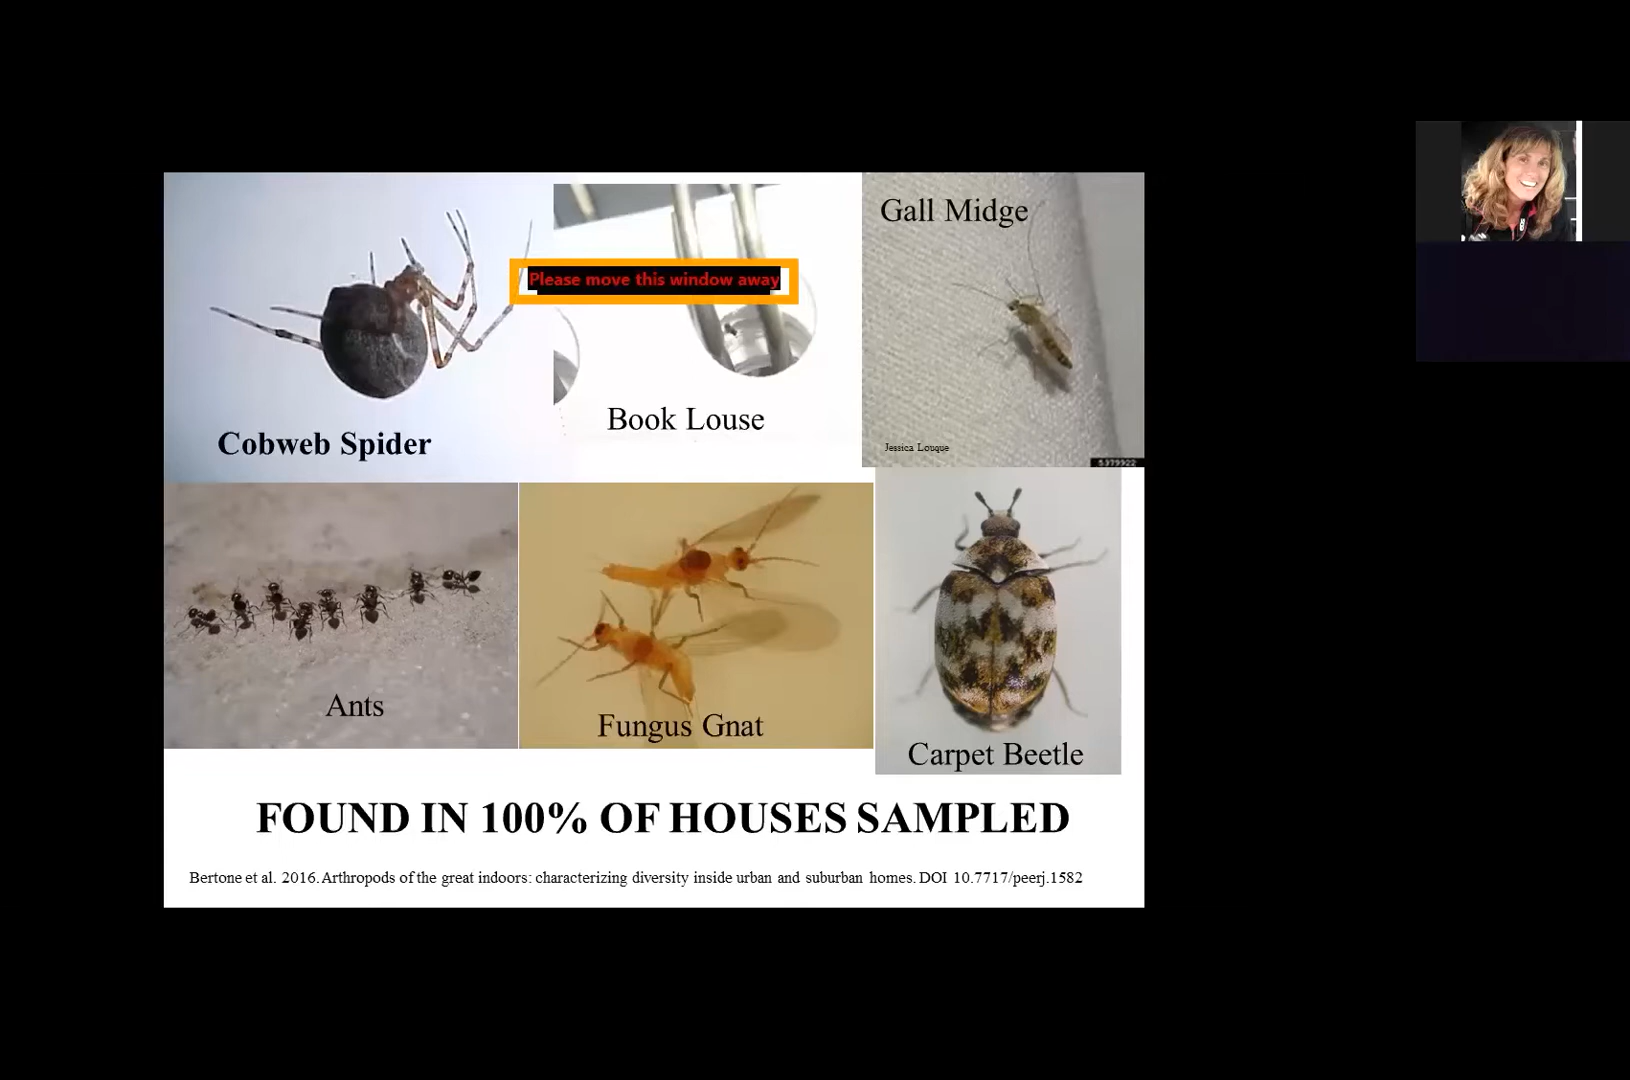 Gall Midge
Please move this window away
Book Louse
Cobweb Spider
Jessica Louque
5379922
Ants
Fungus Gnat
Carpet Beetle
FOUND IN 100% OF HOUSES SAMPLED
Bertone et al. 2016. Arthropods of the great indoors: characterizing diversity inside urban and suburban homes. DOI 10.7717/peerj.1582